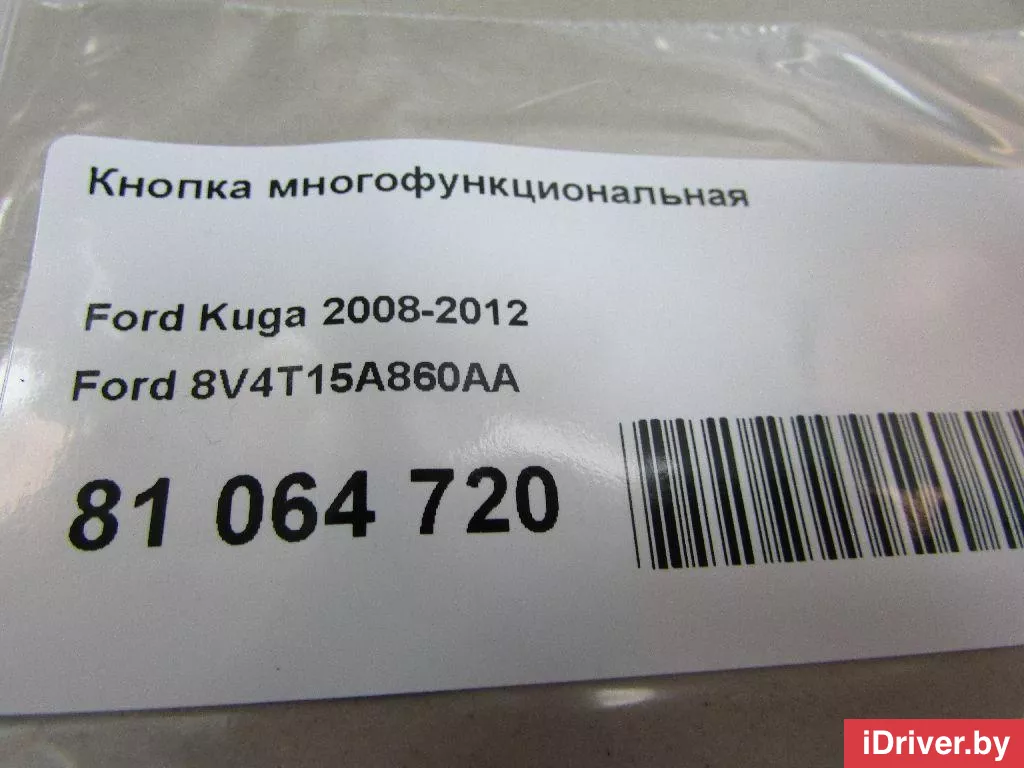 Кнопка многофункциональная
Ford Kuga 2008-2012
Ford 8V4T15A860AA
81 064 720
iDriver.by